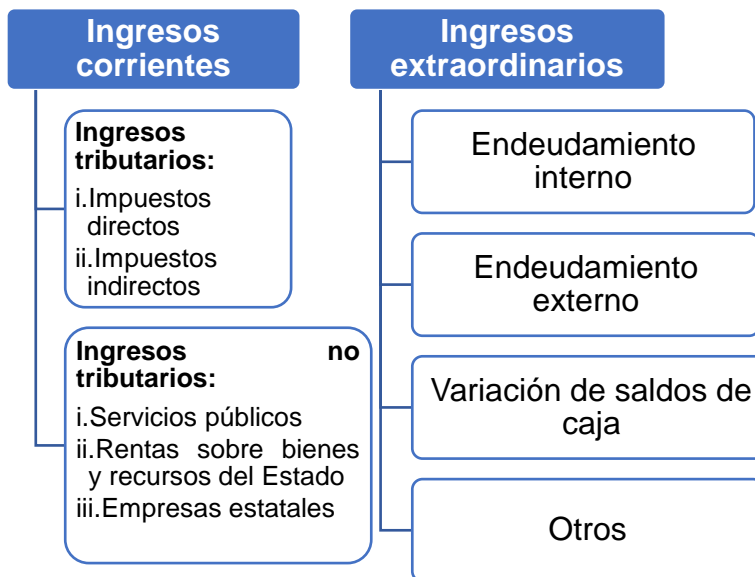 Ingresos
corrientes
Ingresos
tributarios:
i.Impuestos
directos
ii.Impuestos
indirectos
Ingresos no
tributarios:
i.Servicios públicos
ii.Rentas sobre bienes
y recursos del Estado
iii.Empresas estatales
Ingresos
extraordinarios
Endeudamiento
interno
Endeudamiento
externo
Variación de saldos de
caja
Otros